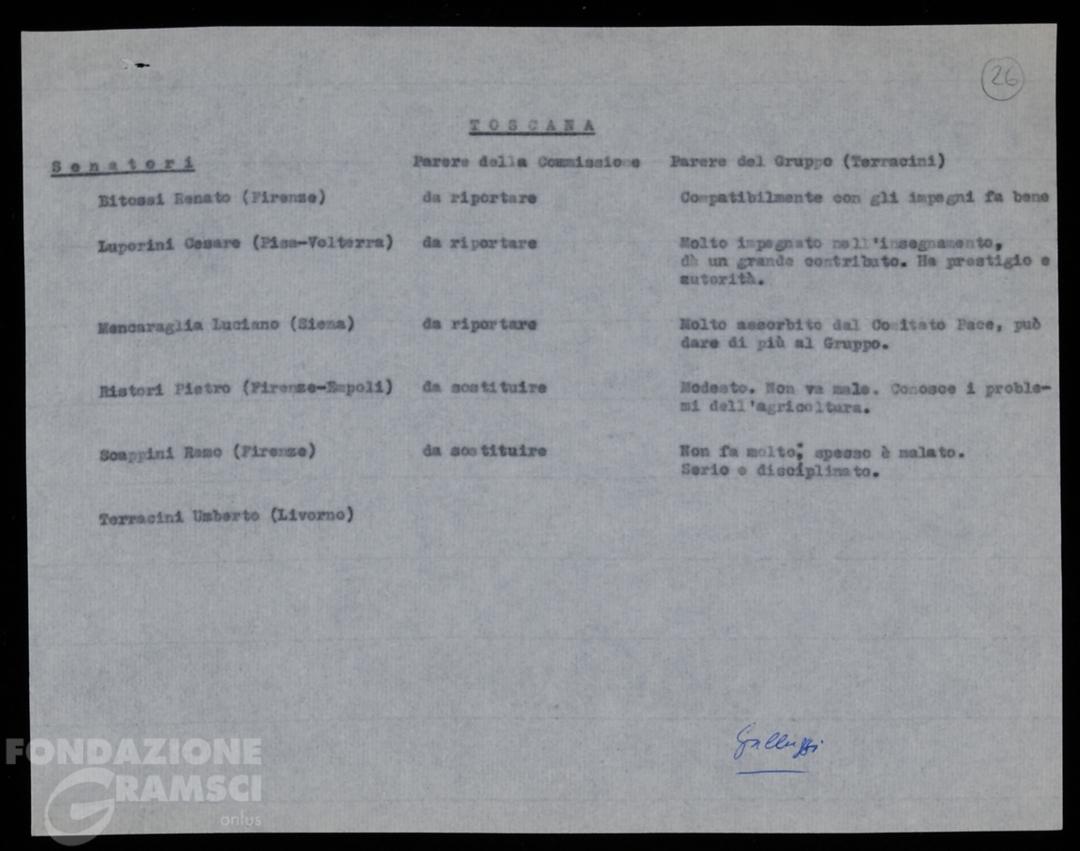 26
TOSCANA
Senatori Parere della Commissione Parere del Gruppo (Terracini)
Bitossi Renato (Firenze) da riportare Compatibilmente con gli impegni fa bene
Luporini Cesare (Pisa-Volterra) da riportare Molto impegnato nell'insegnamento,
dà un grande contributo. Ha prestigio e
autorità.
Mencaraglia Luciano (Siena) da riportare Molto assorbito dal Comitato Pace, può
dare di più al Gruppo.
Ristori Pietro (Firenze-Empoli) da sostituire Modesto. Non va male. Conosce i proble-
mi dell'agricoltura.
Scappini Remo (Firenze) da sostituire Non fa molto; spesso è malato.
Serio e disciplinato.
Terracini Umberto (Livorno)
Galluzzi
FONDAZIONE
GRAMSCI
onlus